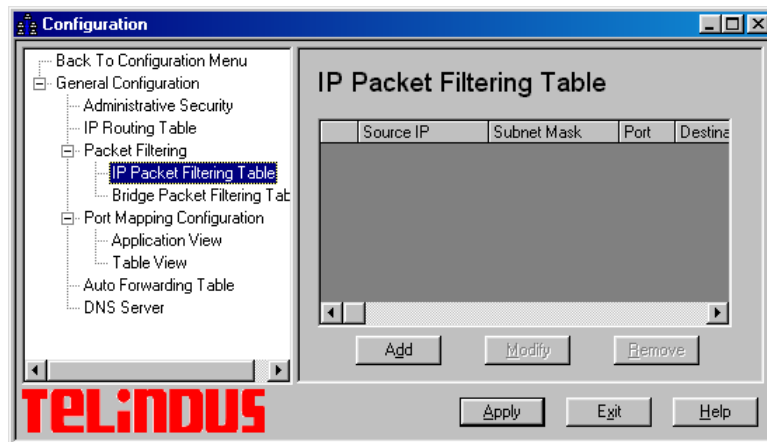 Configuration
Back To Configuration Menu
General Configuration
Administrative Security
IP Routing Table
Packet Filtering
IP Packet Filtering Table
Bridge Packet Filtering Tab
Port Mapping Configuration
Application View
Table View
Auto Forwarding Table
DNS Server
IP Packet Filtering Table
Source IP Subnet Mask Port Destina
Add Modify Remove
TELiNDUS
Apply Exit Help